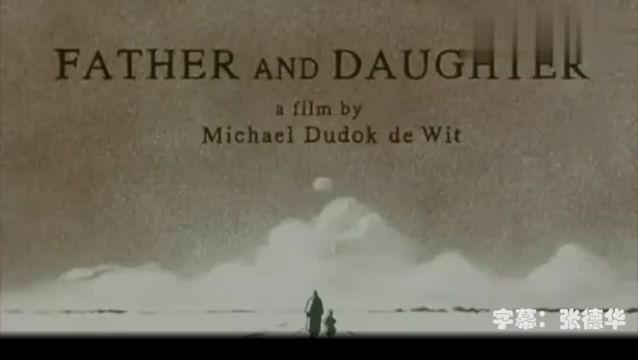 FATHER AND DAUGHTER
a film by
Michael Dudok de Wit
字幕：张德华